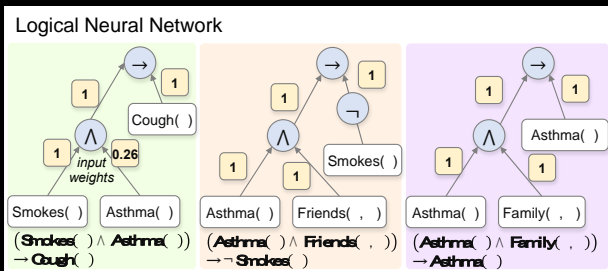 Logical Neural Network
→
1
1
Cough( )
∧
1
input
weights
0.26
Smokes( )
Asthma( )
(Smokes( ) ∧ Asthma( ))
→ Cough( )
→
1
1
¬
∧
Smokes( )
1
1
Asthma( )
Friends( , )
(Asthma( ) ∧ Friends( , ))
→ ¬ Smokes( )
→
1
1
Asthma( )
∧
1
1
Asthma( )
Family( , )
(Asthma( ) ∧ Family( , ))
→ Asthma( )